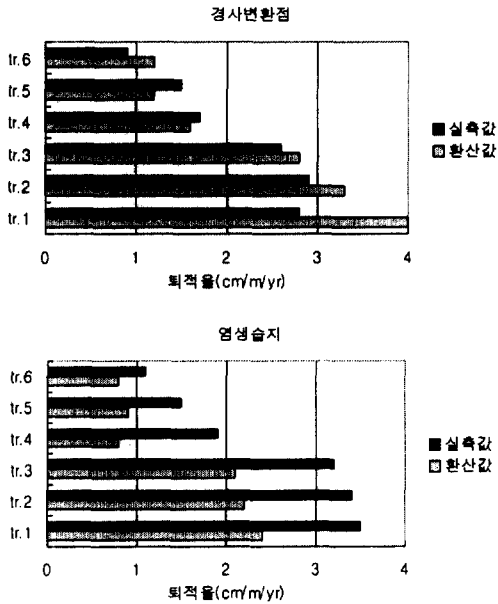 경사변환점
tr.6
tr.5
tr.4
tr.3
tr.2
tr.1
실측값
환산값
0 1 2 3 4
퇴적율(cm/m/yr)
염생습지
tr.6
tr.5
tr.4
tr.3
tr.2
tr.1
실측값
환산값
0 1 2 3 4
퇴적율(cm/m/yr)